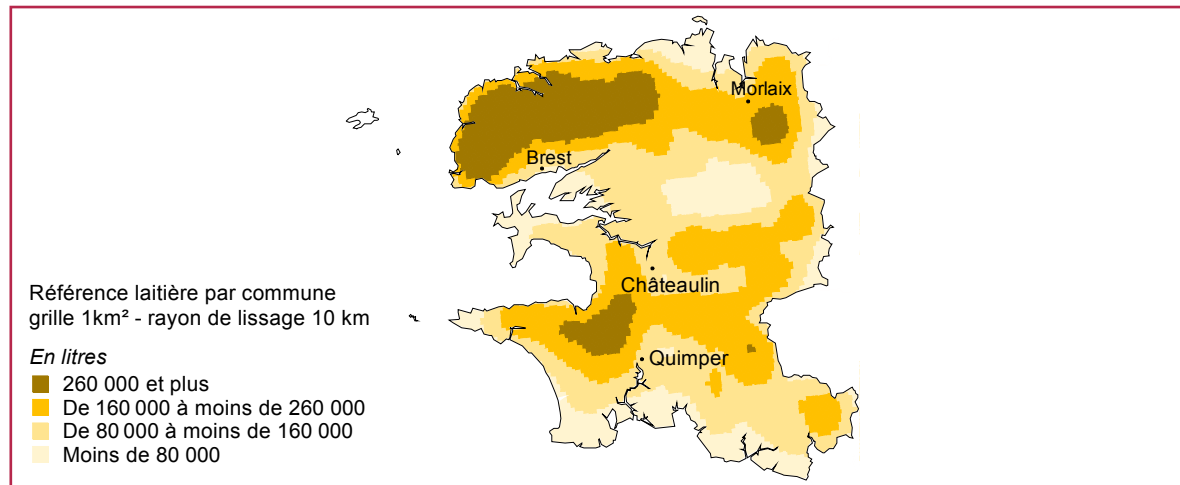 Morlaix
Brest
Châteaulin
Quimper
Référence laitière par commune
grille 1km² - rayon de lissage 10 km
En litres
260 000 et plus
De 160 000 à moins de 260 000
De 80 000 à moins de 160 000
Moins de 80 000